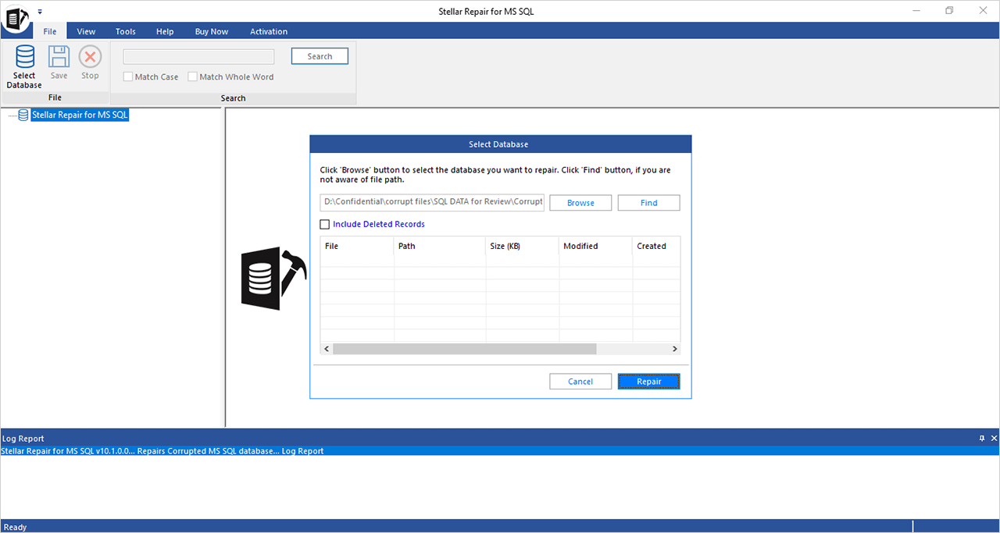 Stellar Repair for MS SQL
File View Tools Help Buy Now Activation
Select Database
Save
Stop
File
Search
Match Case
Match Whole Word
Search
Stellar Repair for MS SQL
Select Database
Click 'Browse' button to select the database you want to repair. Click 'Find' button, if you are
not aware of file path.
D:\Confidential\corrupt files\SQL DATA for Review\Corrupt
Browse
Find
Include Deleted Records
File Path Size (KB) Modified Created
Cancel
Repair
Log Report
Stellar Repair for MS SQL v10.1.0.0... Repairs Corrupted MS SQL database... Log Report
Ready